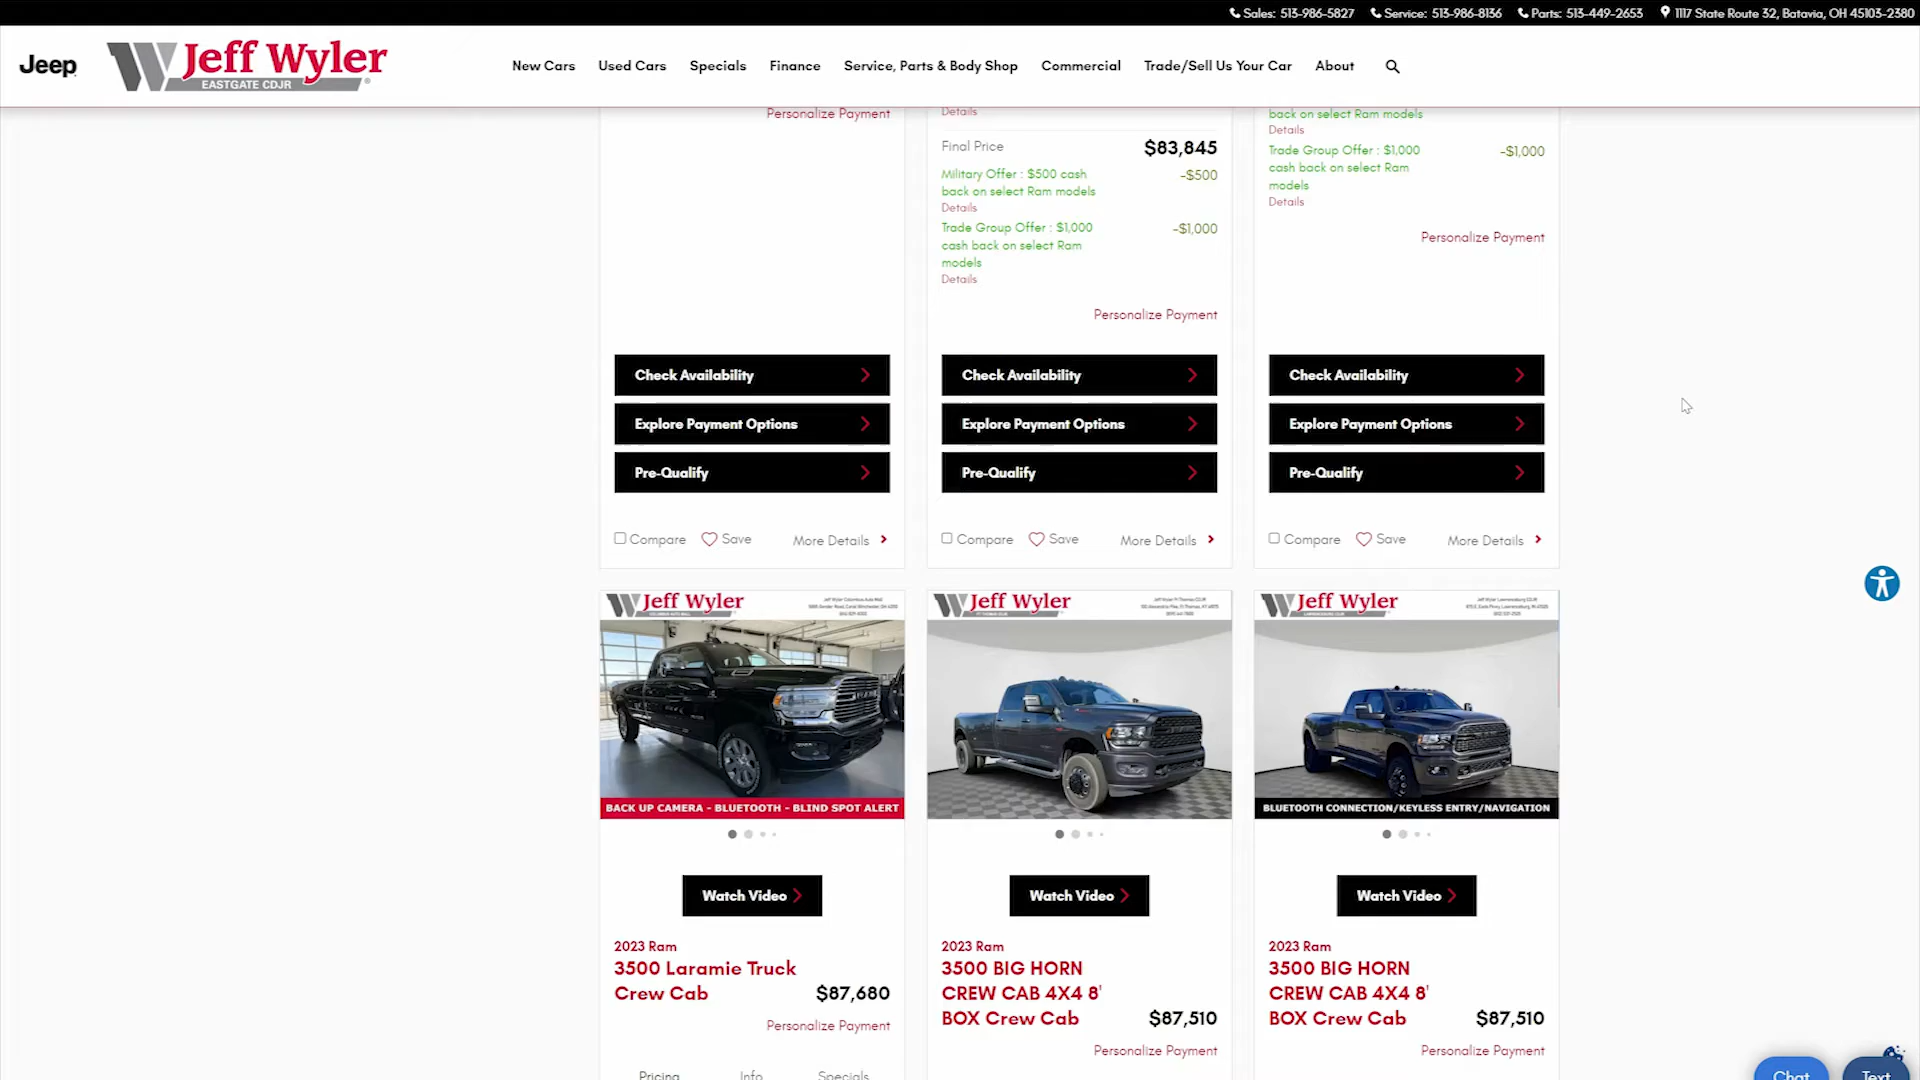 Sales: 513-986-5827 Service: 513-986-8136 Parts: 513-449-2653 1117 State Route 32, Batavia, OH 45103-2380
Jeep
Jeff Wyler
EASTGATE CDJR
New Cars Used Cars Specials Finance Service, Parts & Body Shop Commercial Trade/Sell Us Your Car About
Personalize Payment
Details
Final Price $83,845
Military Offer : $500 cash -$500
back on select Ram models
Details
Trade Group Offer : $1,000 -$1,000
cash back on select Ram
models
Details
Personalize Payment
back on select Ram models
Details
Trade Group Offer : $1,000 -$1,000
cash back on select Ram
models
Details
Personalize Payment
Check Availability Check Availability Check Availability
Explore Payment Options Explore Payment Options Explore Payment Options
Pre-Qualify Pre-Qualify Pre-Qualify
Compare Save More Details Compare Save More Details Compare Save More Details
Jeff Wyler
BACK UP CAMERA - BLUETOOTH - BLIND SPOT ALERT
Watch Video
2023 Ram
3500 Laramie Truck
Crew Cab $87,680
Personalize Payment
Pricing Info Specials
Jeff Wyler
Watch Video
2023 Ram
3500 BIG HORN
CREW CAB 4X4 8'
BOX Crew Cab $87,510
Personalize Payment
Jeff Wyler
BLUETOOTH CONNECTION/KEYLESS ENTRY/NAVIGATION
Watch Video
2023 Ram
3500 BIG HORN
CREW CAB 4X4 8'
BOX Crew Cab $87,510
Personalize Payment
Chat Text